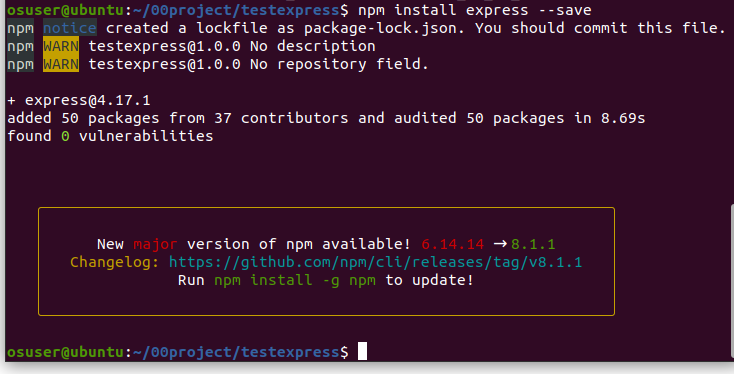 osuser@ubuntu:~/00project/testexpress$ npm install express --save
npm notice created a lockfile as package-lock.json. You should commit this file.
npm WARN testexpress@1.0.0 No description
npm WARN testexpress@1.0.0 No repository field.
+ express@4.17.1
added 50 packages from 37 contributors and audited 50 packages in 8.69s
found 0 vulnerabilities
New major version of npm available! 6.14.14 → 8.1.1
Changelog: https://github.com/npm/cli/releases/tag/v8.1.1
Run npm install -g npm to update!
osuser@ubuntu:~/00project/testexpress$